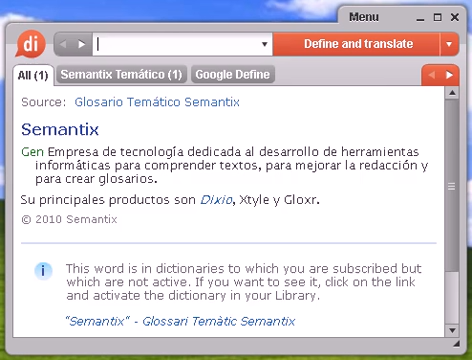 Menu
di
Define and translate
All (1)
Semantix Temático (1)
Google Define
Source: Glosario Temático Semantix
Semantix
Gen Empresa de tecnología dedicada al desarrollo de herramientas
informáticas para comprender textos, para mejorar la redacción y
para crear glosarios.
Su principales productos son Dixio, Xtyle y Gloxr.
© 2010 Semantix
This word is in dictionaries to which you are subscribed but
which are not active. If you want to see it, click on the link
and activate the dictionary in your Library.
"Semantix" - Glossari Temàtic Semantix